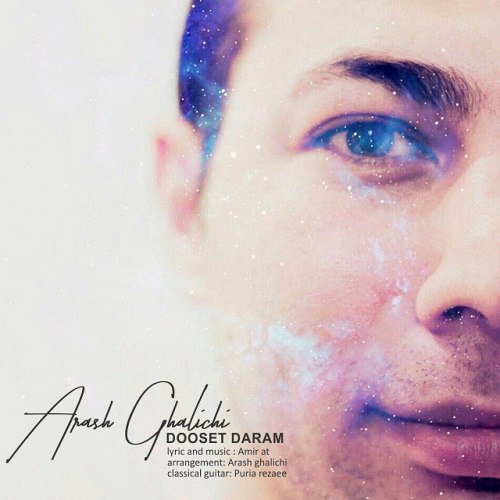 Arash Ghalichi
DOOSET DARAM
lyric and music : Amir at
arrangement: Arash ghalichi
classical guitar: Puria rezaee